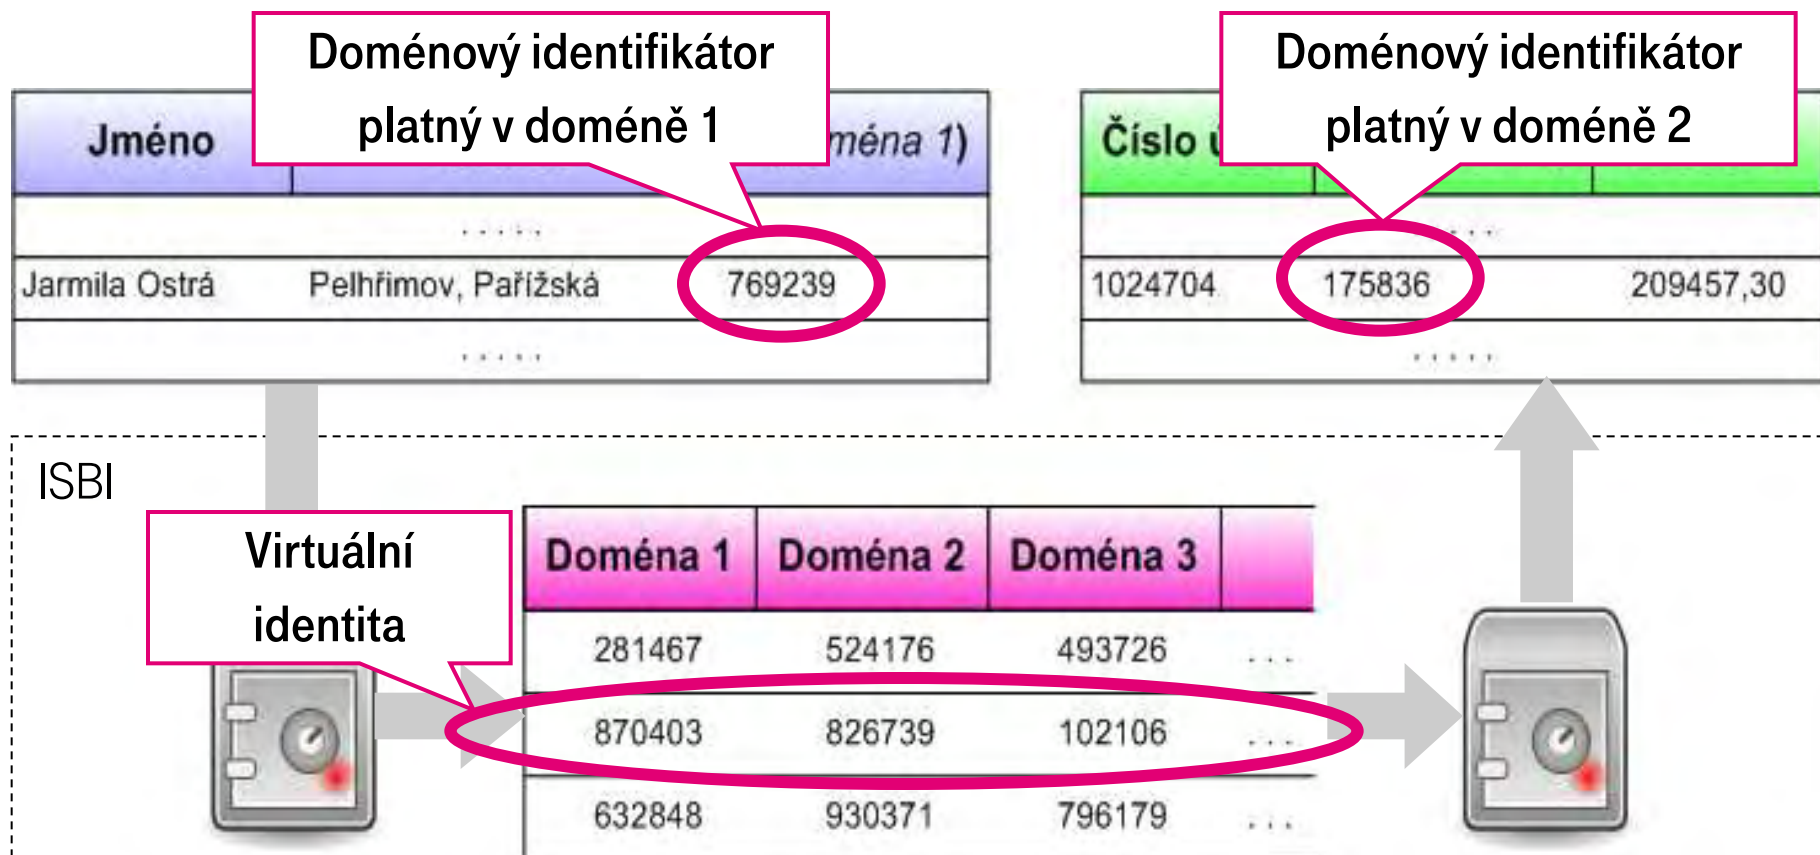 Doménový identifikátor
platný v doméně 1
Doménový identifikátor
platný v doméně 2
Jméno
ména 1)
Číslo
. . . . .
. . .
Jarmila Ostrá Pelhřimov, Pařížská 769239
1024704 175836 209457,30
. . . . .
. . . . .
ISBI
Virtuální
identita
Doména 1 Doména 2 Doména 3
281467 524176 493726 . . .
870403 826739 102106 . . .
632848 930371 796179 . . .